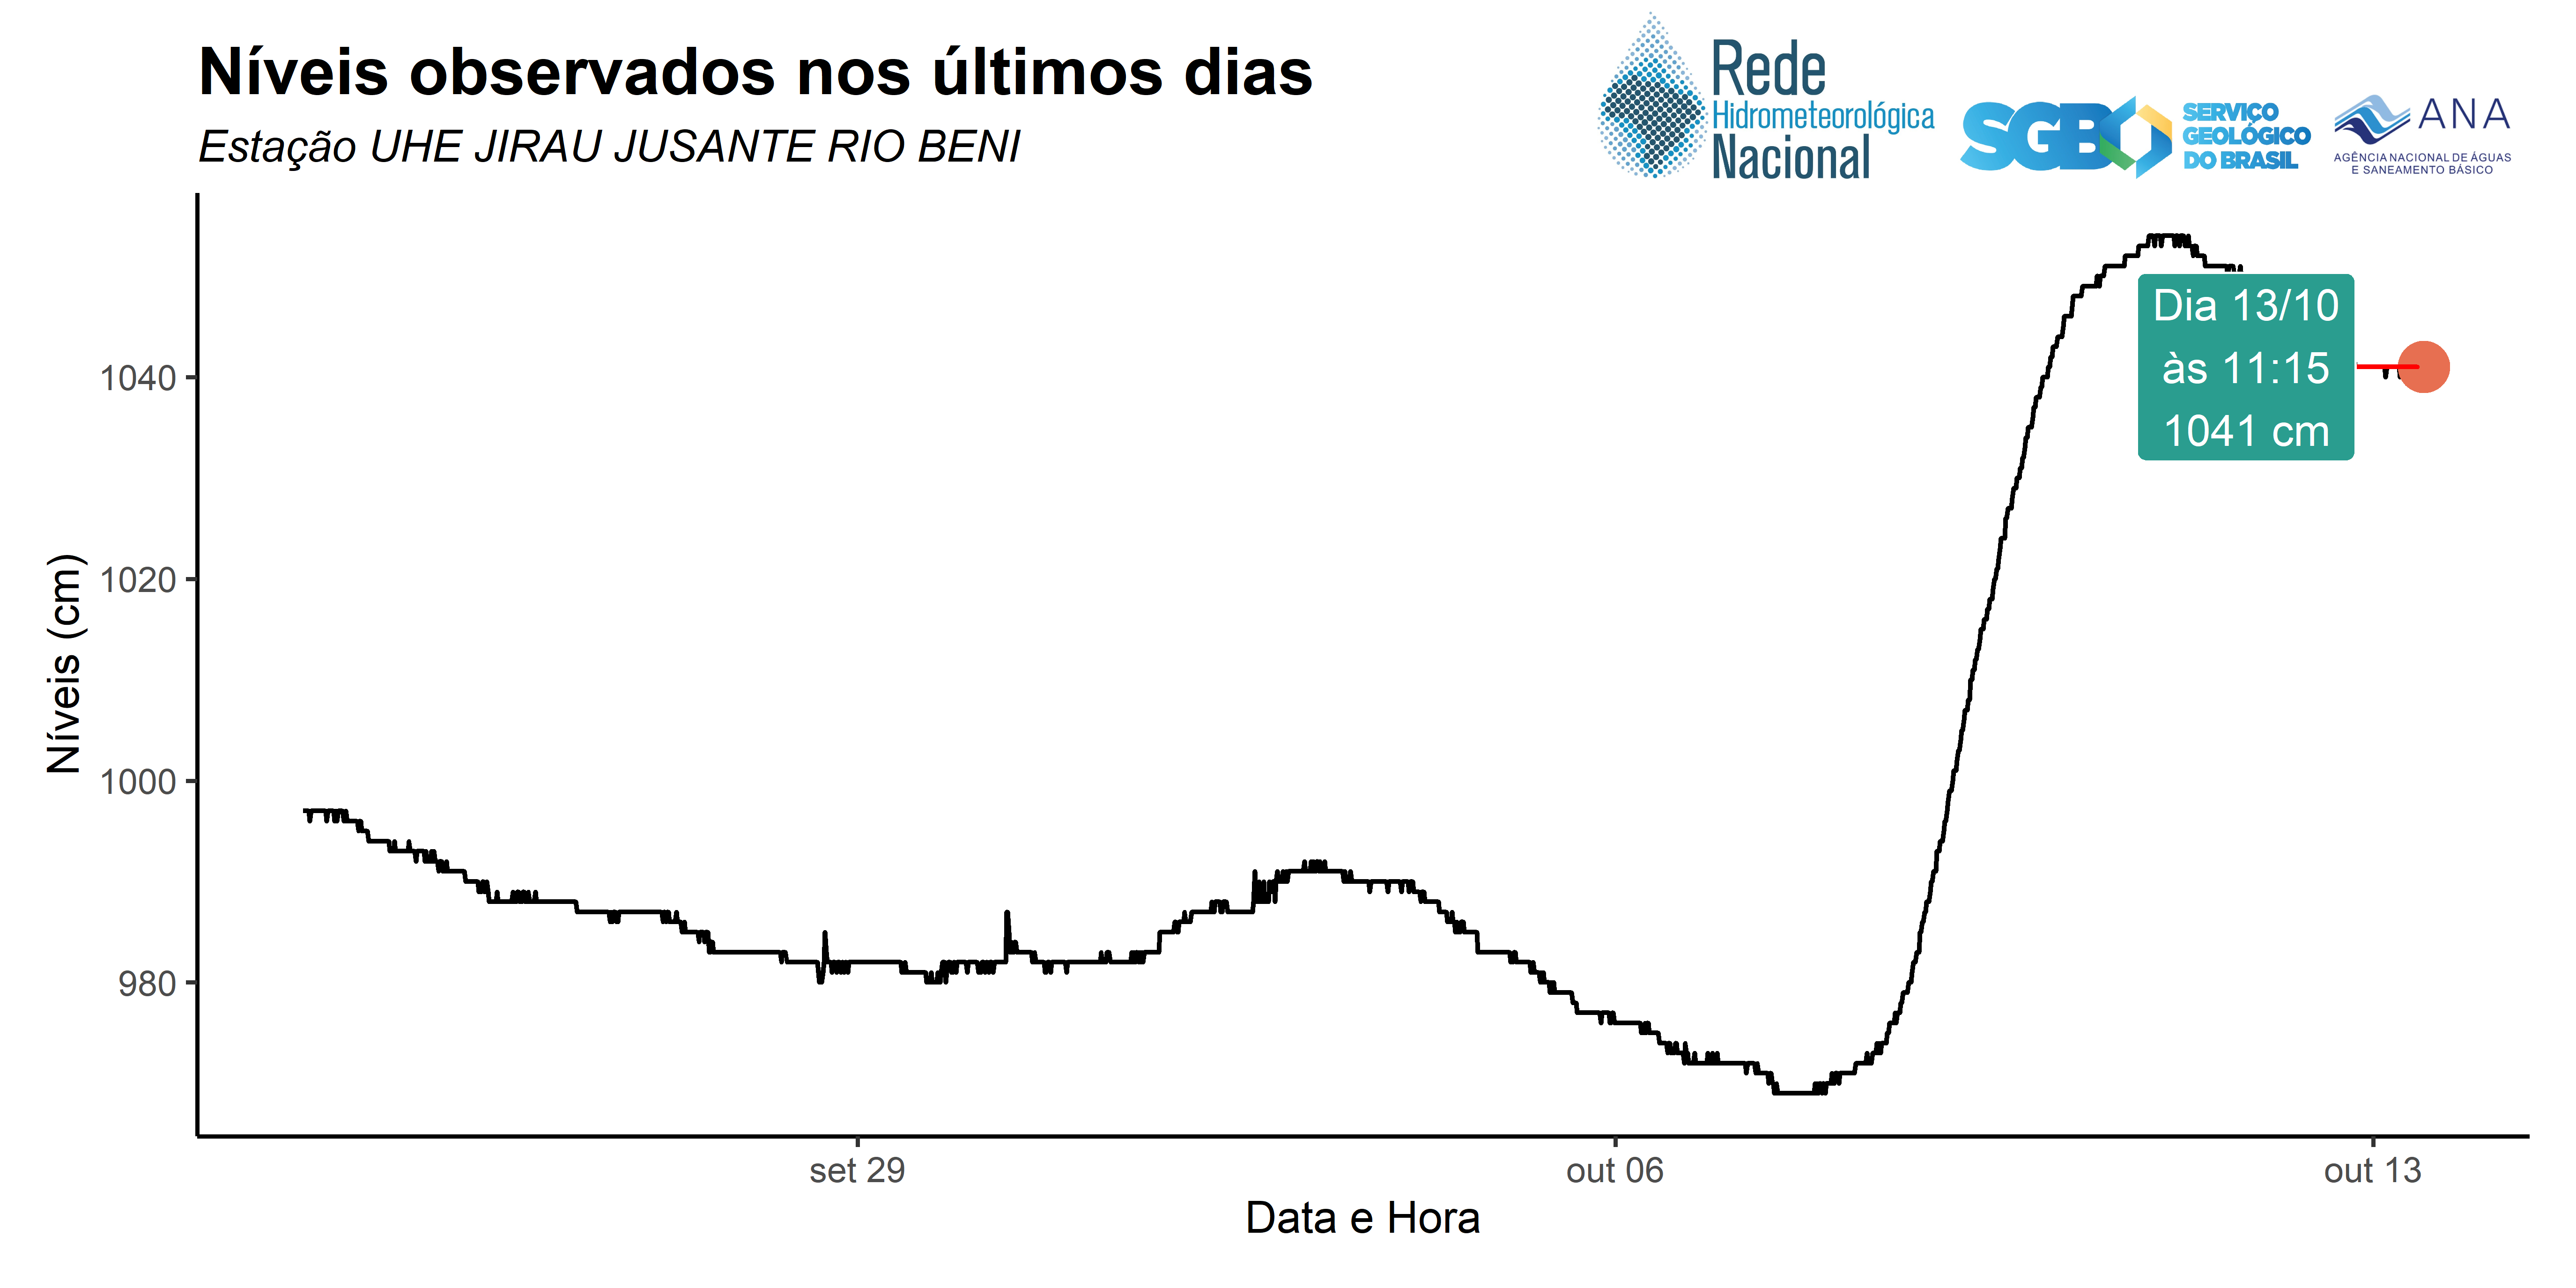 Níveis observados nos últimos dias
Estação UHE JIRAU JUSANTE RIO BENI
Rede
Hidrometeorológica
Nacional
SGB
SERVIÇO
GEOLÓGICO
DO BRASIL
ANA
AGÊNCIA NACIONAL DE ÁGUAS
E SANEAMENTO BÁSICO
Níveis (cm)
1040
1020
1000
980
Dia 13/10
às 11:15
1041 cm
set 29
out 06
out 13
Data e Hora